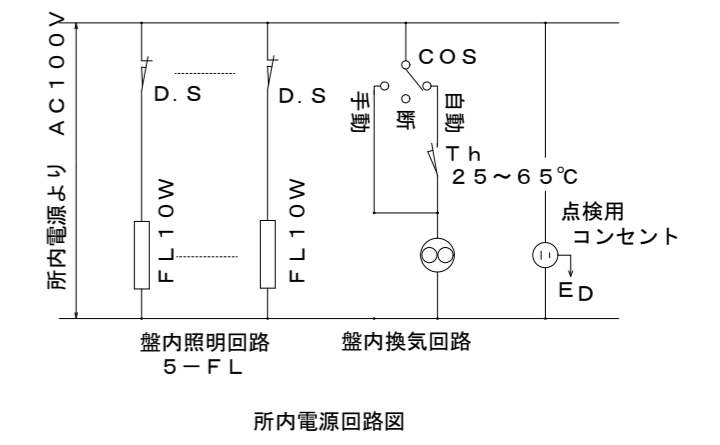 所内電源より ＡＣ１００Ｖ
Ｄ．Ｓ
Ｄ．Ｓ
ＣＯＳ
手動
断
自動
Ｔｈ
２５～６５℃
ＦＬ１０Ｗ
ＦＬ１０Ｗ
点検用
コンセント
ＥD
盤内照明回路
５－ＦＬ
盤内換気回路
所内電源回路図